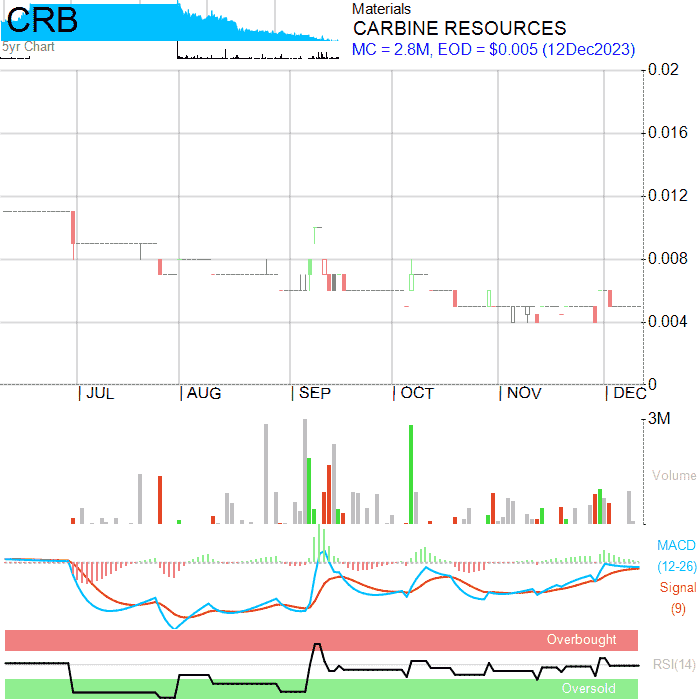 CRB
5yr Chart
Materials
CARBINE RESOURCES
MC = 2.8M, EOD = $0.005 (12Dec2023)
0.02
0.016
0.012
0.008
0.004
0
JUL AUG SEP OCT NOV DEC
3M
Volume
MACD
(12-26)
Signal
(9)
Overbought
RSI(14)
Oversold